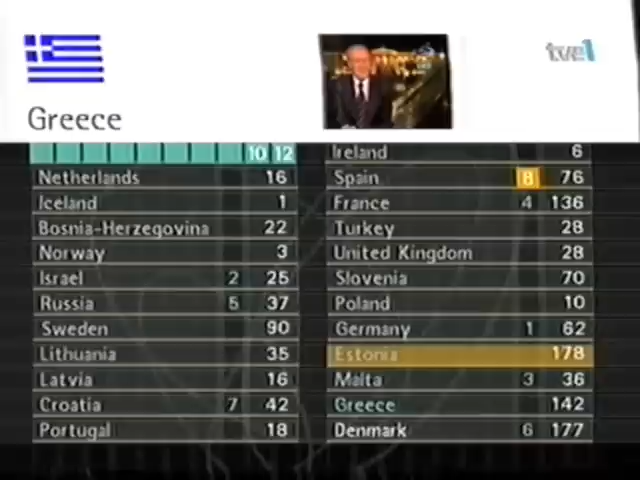 tve1
Greece
10 12
Netherlands 16
Iceland 1
Bosnia-Herzegovina 22
Norway 3
Israel 2 25
Russia 5 37
Sweden 90
Lithuania 35
Latvia 16
Croatia 7 42
Portugal 18
Ireland 6
Spain 8 76
France 4 136
Turkey 28
United Kingdom 28
Slovenia 70
Poland 10
Germany 1 62
Estonia 178
Malta 3 36
Greece 142
Denmark 6 177